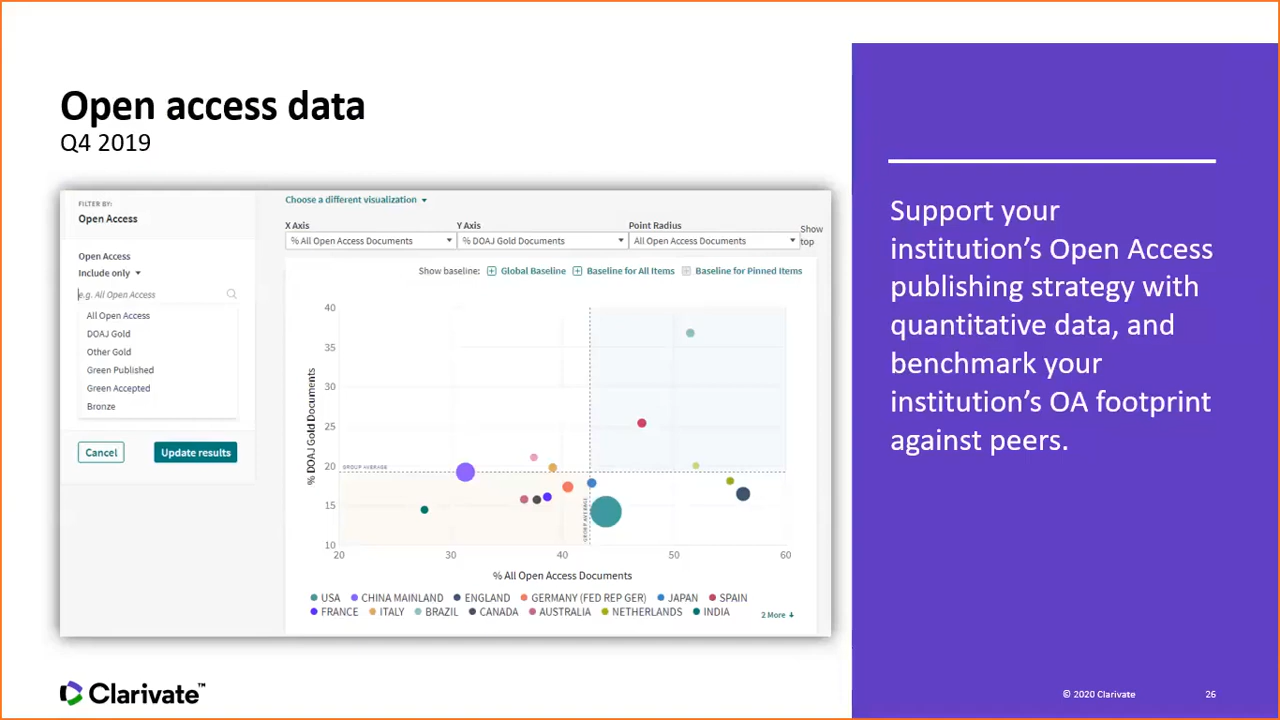 Open access data
Q4 2019
FILTER BY:
Open Access
Open Access
Include only
e.g. All Open Access
All Open Access
DOAJ Gold
Other Gold
Green Published
Green Accepted
Bronze
Cancel
Update results
Choose a different visualization
X Axis
% All Open Access Documents
Y Axis
% DOAJ Gold Documents
Point Radius
All Open Access Documents
Show
top
Show baseline: Global Baseline Baseline for All Items Baseline for Pinned Items
% DOAJ Gold Documents
40
35
30
25
20
15
10
GROUP AVERAGE
GROUP AVERAGE
20 30 40 50 60
% All Open Access Documents
USA CHINA MAINLAND ENGLAND GERMANY (FED REP GER) JAPAN SPAIN
FRANCE ITALY BRAZIL CANADA AUSTRALIA NETHERLANDS INDIA
2 More
Support your
institution’s Open Access
publishing strategy with
quantitative data, and
benchmark your
institution’s OA footprint
against peers.
Clarivate™
© 2020 Clarivate
26